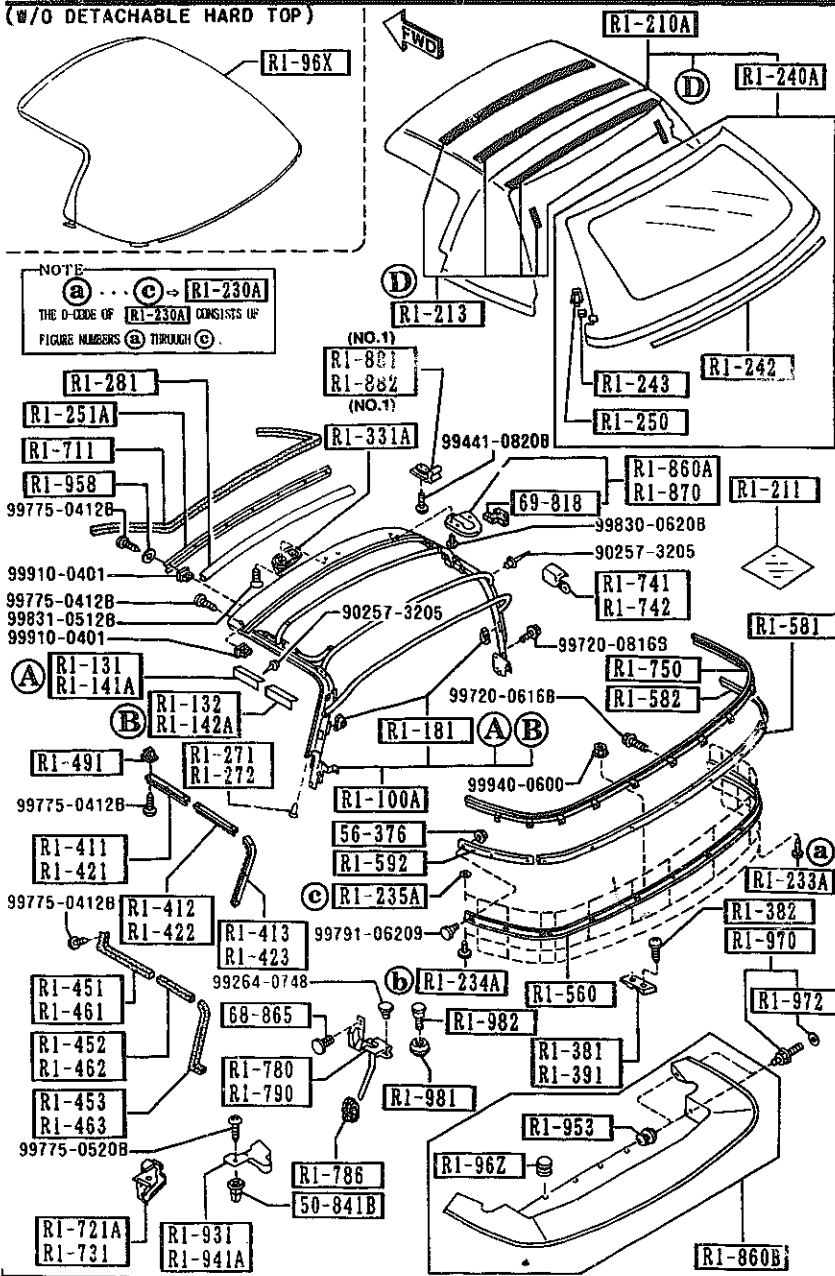 (W/O DETACHABLE HARD TOP)
R1-96X
FWD
R1-210A
D
R1-240A
NOTE
a ··· c → R1-230A
THE D-CODE OF R1-230A CONSISTS OF
FIGURE NUMBERS a THROUGH c .
D
R1-213
R1-242
R1-243
R1-250
(NO.1)
R1-881
R1-882
(NO.1)
R1-331A
R1-281
R1-251A
R1-711
R1-958
99775-0412B
99910-0401
99775-0412B
99831-0512B
99910-0401
99441-0820B
R1-860A
R1-870
69-818
99830-0620B
90257-3205
R1-211
R1-741
R1-742
90257-3205
99720-0816S
R1-581
R1-750
R1-582
99720-0616B
A
R1-131
R1-141A
B
R1-132
R1-142A
R1-181
A B
R1-271
R1-272
R1-100A
99940-0600
R1-491
99775-0412B
R1-411
R1-421
R1-412
R1-422
R1-413
R1-423
56-376
R1-592
c
R1-235A
99791-06209
b
R1-234A
a
R1-233A
R1-382
R1-970
R1-972
R1-560
R1-381
R1-391
99775-0412B
R1-451
R1-461
R1-452
R1-462
R1-453
R1-463
99775-0520B
99264-0748
68-865
R1-780
R1-790
R1-982
R1-981
R1-786
50-841B
R1-721A
R1-731
R1-931
R1-941A
R1-953
R1-96Z
R1-860B